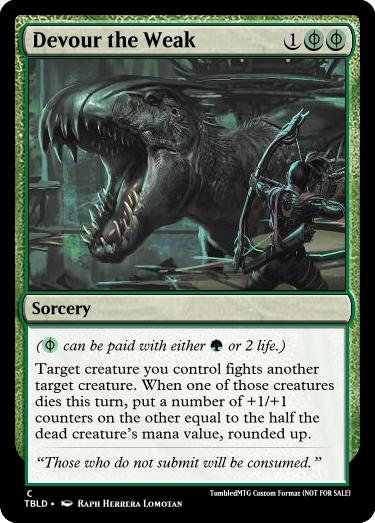 Devour the Weak 1
Sorcery
( can be paid with either or 2 life.)
Target creature you control fights another
target creature. When one of those creatures
dies this turn, put a number of +1/+1
counters on the other equal to the half the
dead creature's mana value, rounded up.
“Those who do not submit will be consumed.”
C
TBLD • Raph Herrera Lomotan
TumbledMTG Custom Format (NOT FOR SALE)